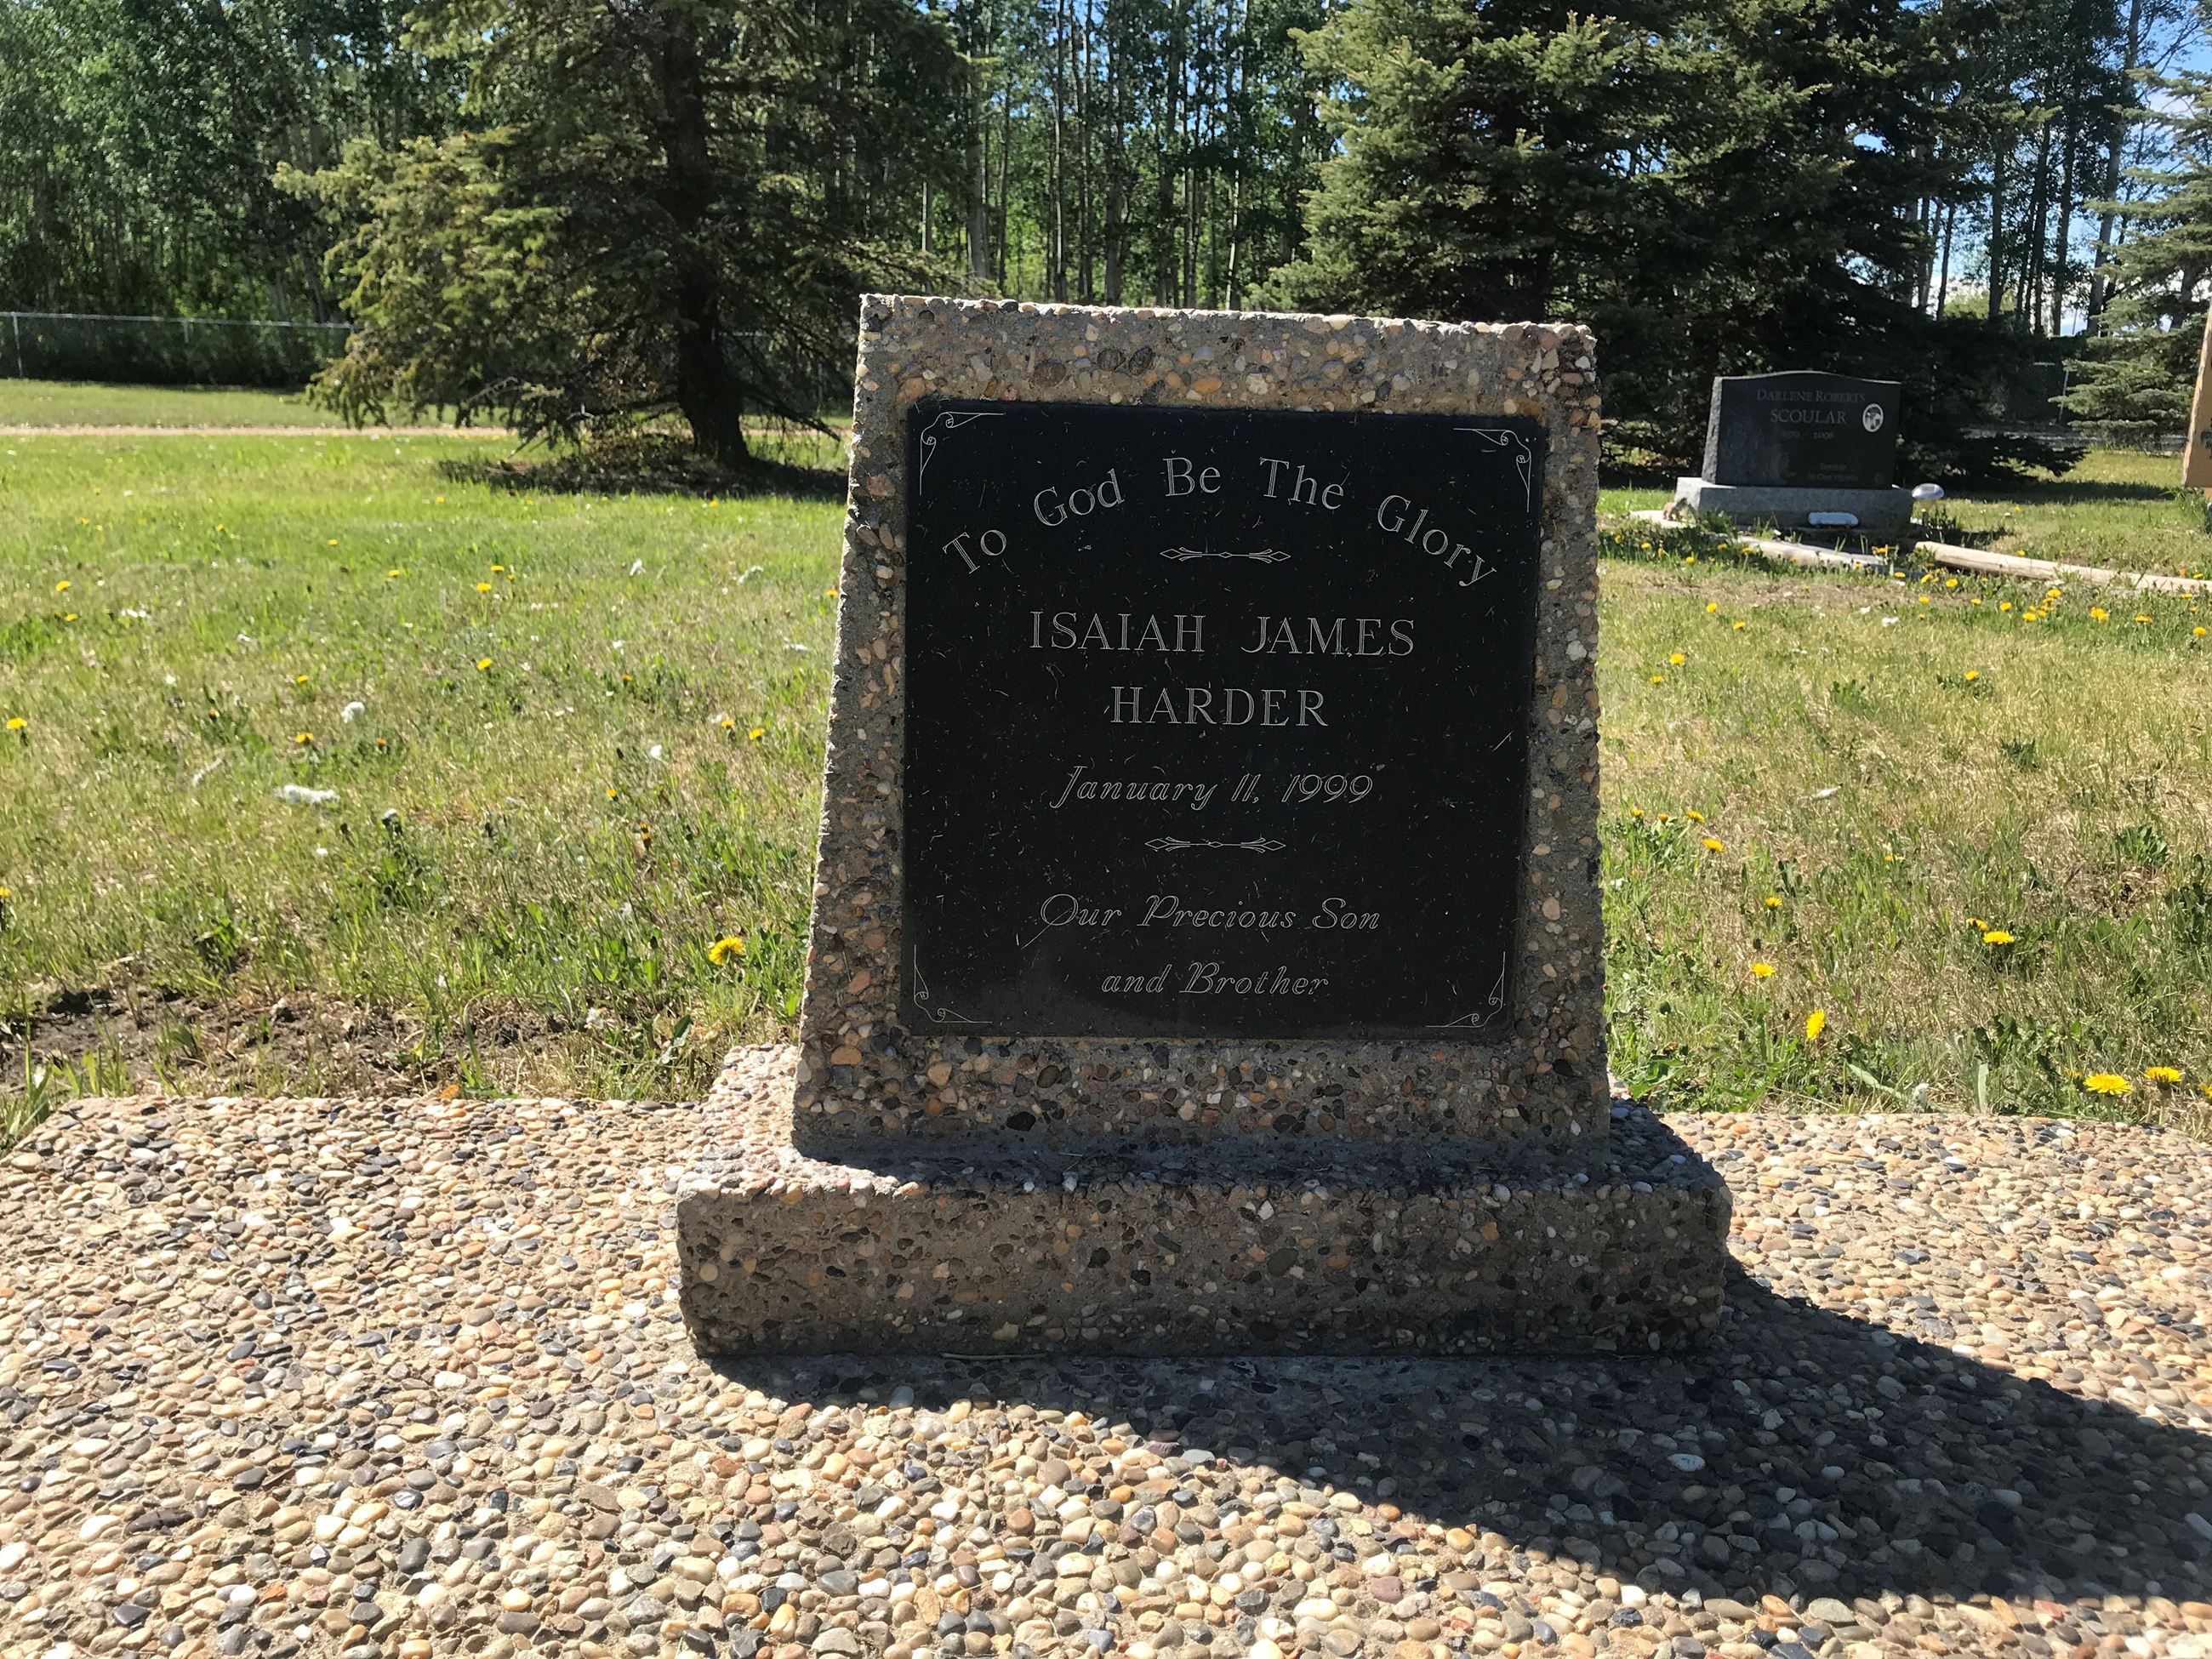 To God Be The Glory
ISAIAH JAMES
HARDER
January 11, 1999
Our Precious Son
and Brother
DARLENE ROBERTS
SCOULAR
2006